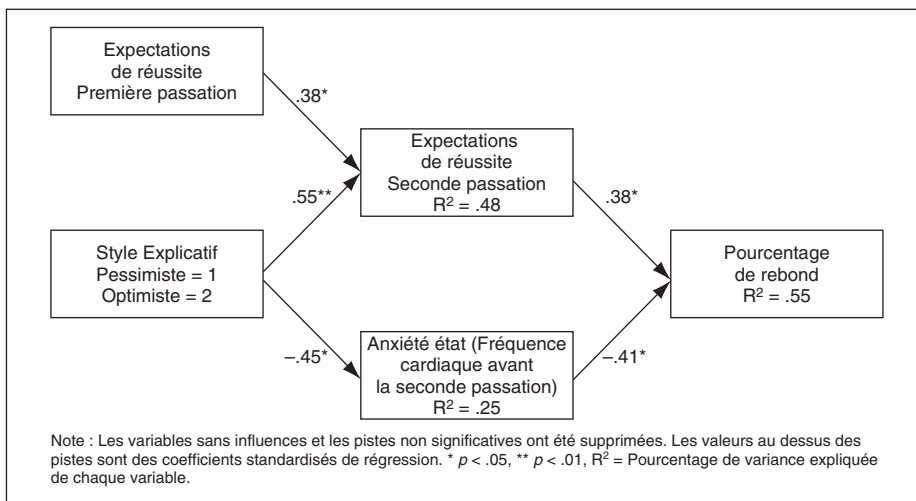 Expectations
de réussite
Première passation
.38*
Expectations
de réussite
Seconde passation
R² = .48
.55**
.38*
Style Explicatif
Pessimiste = 1
Optimiste = 2
Pourcentage
de rebond
R² = .55
–.45*
Anxiété état (Fréquence
cardiaque avant
la seconde passation)
R² = .25
–.41*
Note : Les variables sans influences et les pistes non significatives ont été supprimées. Les valeurs au dessus des
pistes sont des coefficients standardisés de régression. * p < .05, ** p < .01, R² = Pourcentage de variance expliquée
de chaque variable.